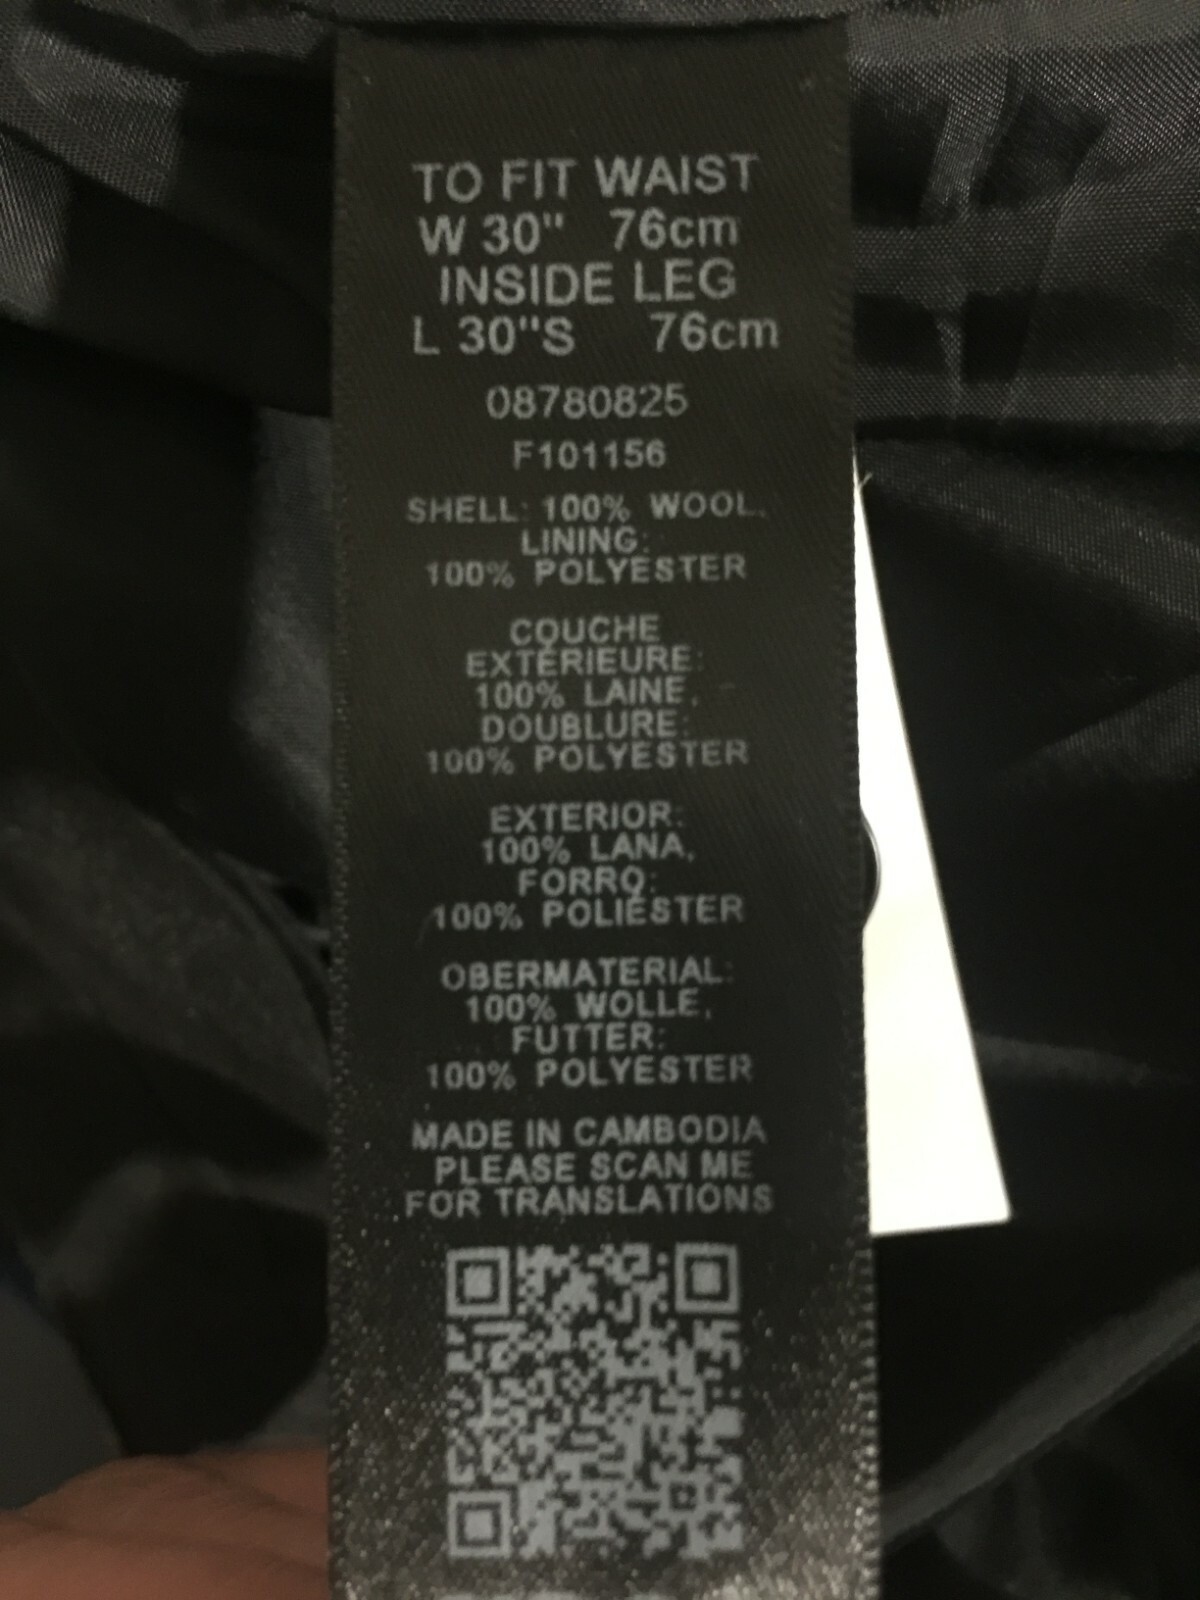 TO FIT WAIST
W 30" 76cm
INSIDE LEG
L 30"S 76cm
08780825
F101156
SHELL: 100% WOOL,
LINING:
100% POLYESTER
COUCHE
EXTÉRIEURE:
100% LAINE,
DOUBLURE:
100% POLYESTER
EXTERIOR:
100% LANA,
FORRO:
100% POLIÉSTER
OBERMATERIAL:
100% WOLLE,
FUTTER:
100% POLYESTER
MADE IN CAMBODIA
PLEASE SCAN ME
FOR TRANSLATIONS